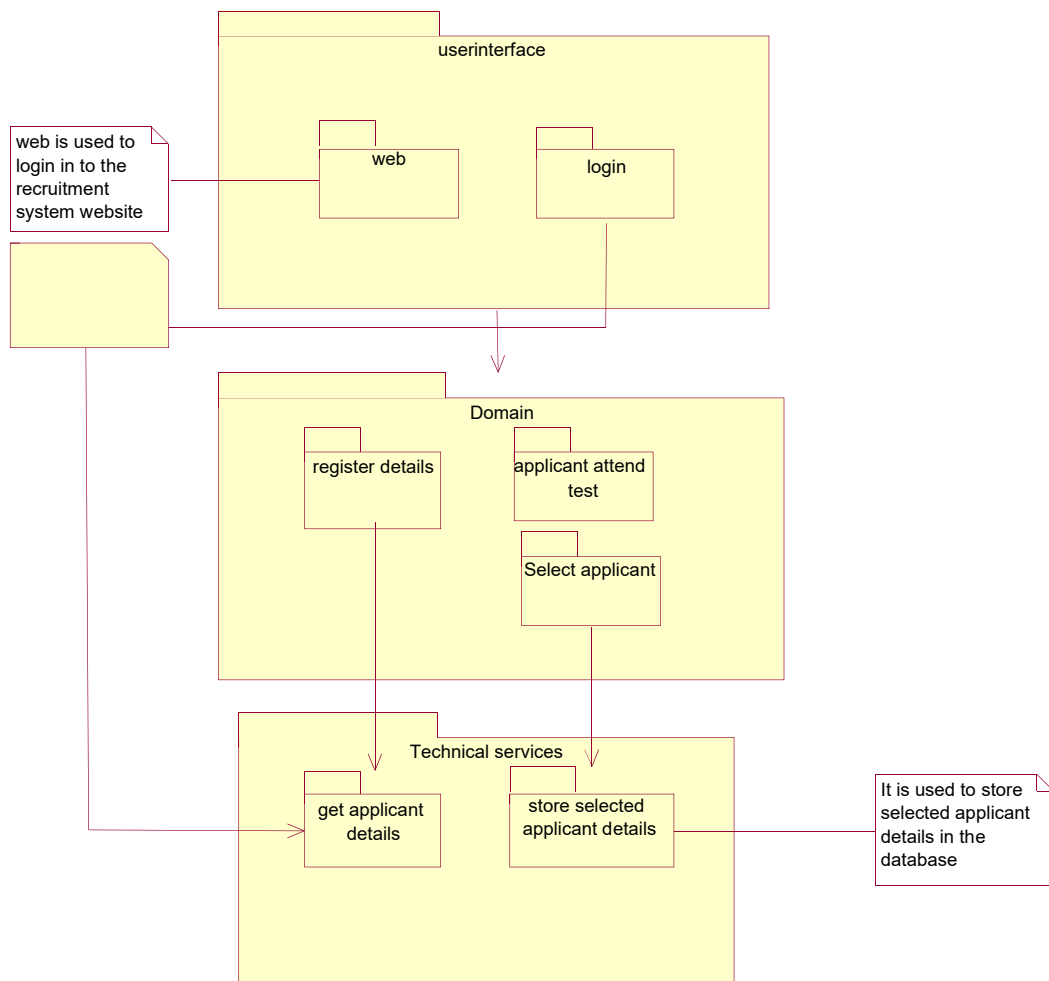 userinterface
web is used to
login in to the
recruitment
system website
web
login
Domain
register details
applicant attend
test
Select applicant
Technical services
get applicant
details
store selected
applicant details
It is used to store
selected applicant
details in the
database